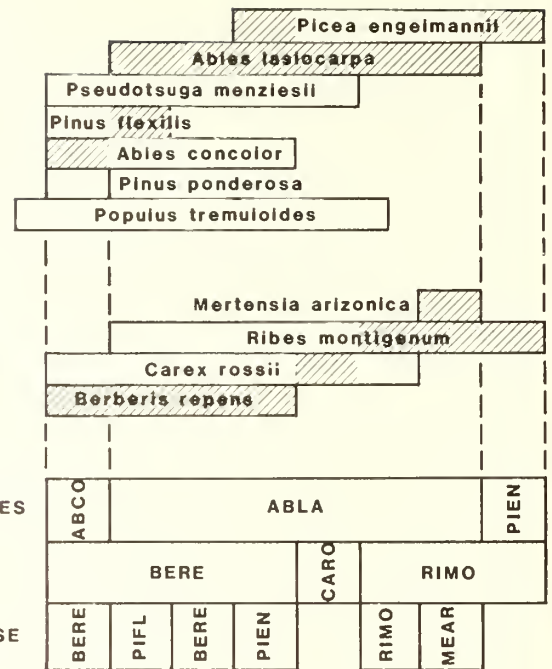 Picea engelmannii
Abies lasiocarpa
Pseudotsuga menziesii
Pinus flexilis
Abies concolor
Pinus ponderosa
Populus tremuloides
Mertensia arizonica
Ribes montigenum
Carex rossii
Berberis repens
ES ABCO ABLA PIEN
BERE CARO RIMO
SE BERE PIFL BERE PIEN RIMO MEAR